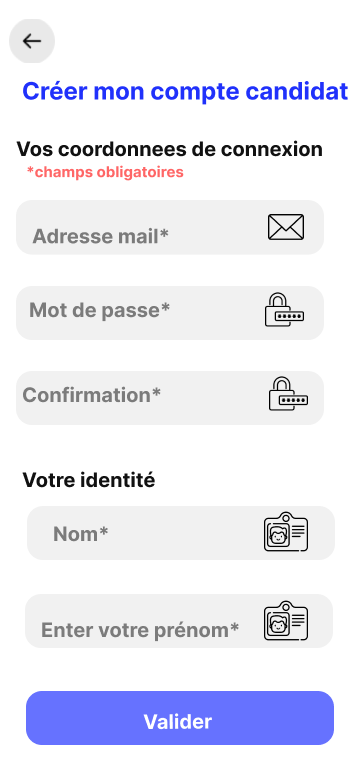 Créer mon compte candidat
Vos coordonnees de connexion
*champs obligatoires
Adresse mail*
Mot de passe*
Confirmation*
Votre identité
Nom*
Enter votre prénom*
Valider